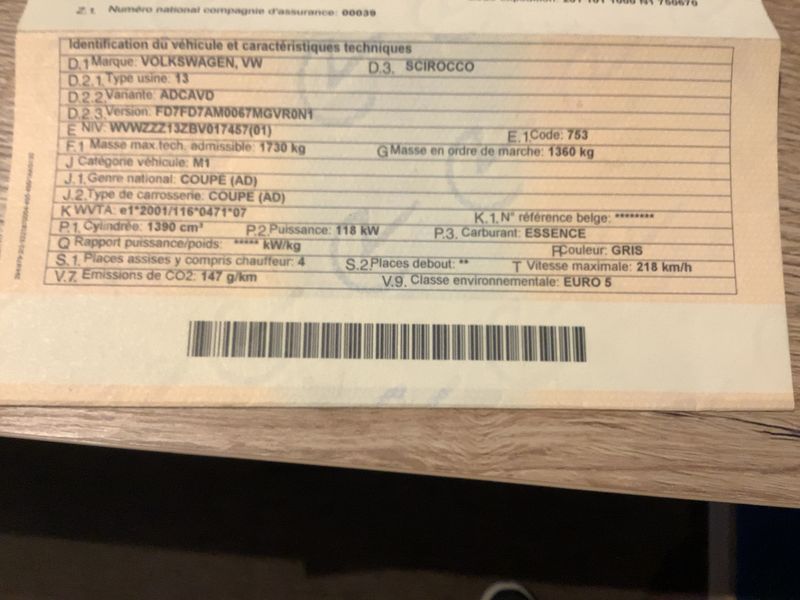 Z.1. Numéro national compagnie d'assurance: 00039
Identification du véhicule et caractéristiques techniques
D.1 Marque: VOLKSWAGEN, VW D.3. SCIROCCO
D.2.1. Type usine: 13
D.2.2. Variante: ADCAVD
D.2.3 Version: FD7FD7AM0067MGVR0N1
E NIV: WVWZZZ13ZBV017457(01) E.1. Code: 753
F.1 Masse max.tech. admissible: 1730 kg G Masse en ordre de marche: 1360 kg
J Catégorie véhicule: M1
J.1. Genre national: COUPE (AD)
J.2. Type de carrosserie: COUPE (AD)
K WVTA: e1*2001/116*0471*07 K.1. N° référence belge: ********
P.1. Cylindrée: 1390 cm³ P.2. Puissance: 118 kW P.3. Carburant: ESSENCE
Q Rapport puissance/poids: ***** kW/kg R Couleur: GRIS
S.1. Places assises y compris chauffeur: 4 S.2. Places debout: ** T Vitesse maximale: 218 km/h
V.7. Emissions de CO2: 147 g/km V.9. Classe environnementale: EURO 5